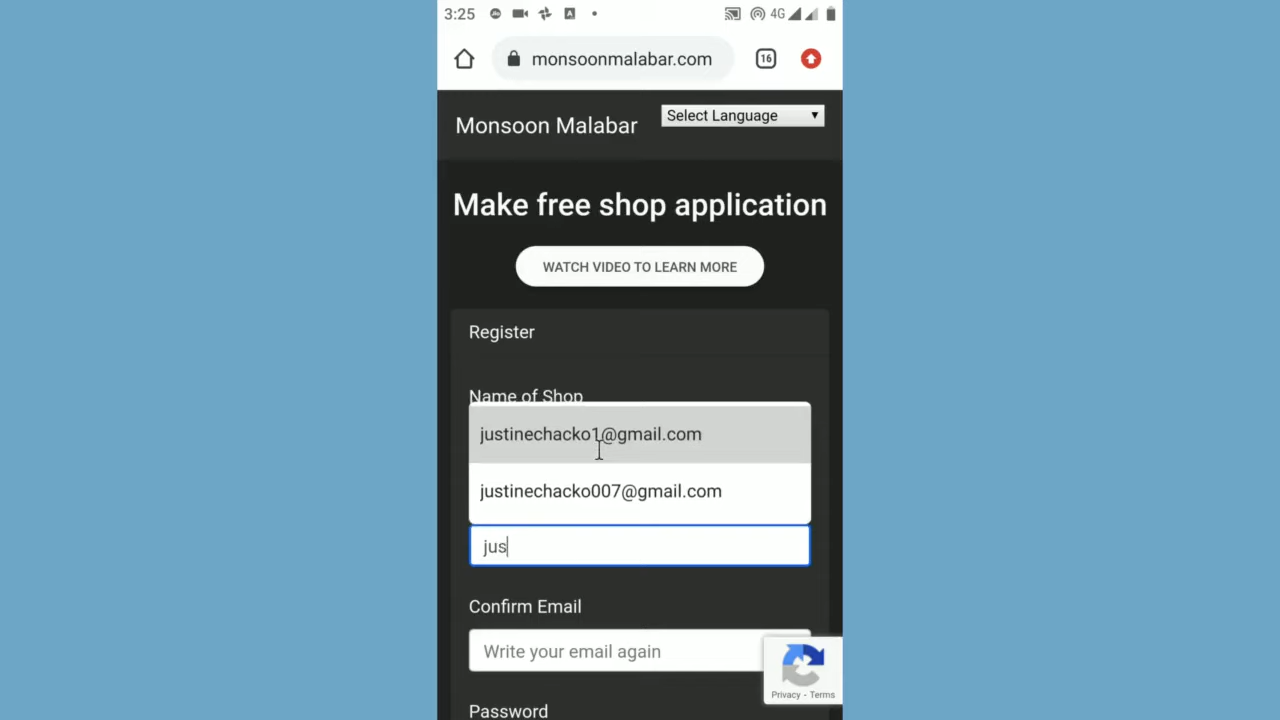 3:25
4G
monsoonmalabar.com
16
Monsoon Malabar
Select Language
Make free shop application
WATCH VIDEO TO LEARN MORE
Register
Name of Shop
justinechacko1@gmail.com
justinechacko007@gmail.com
jus
Confirm Email
Write your email again
Privacy - Terms
Password